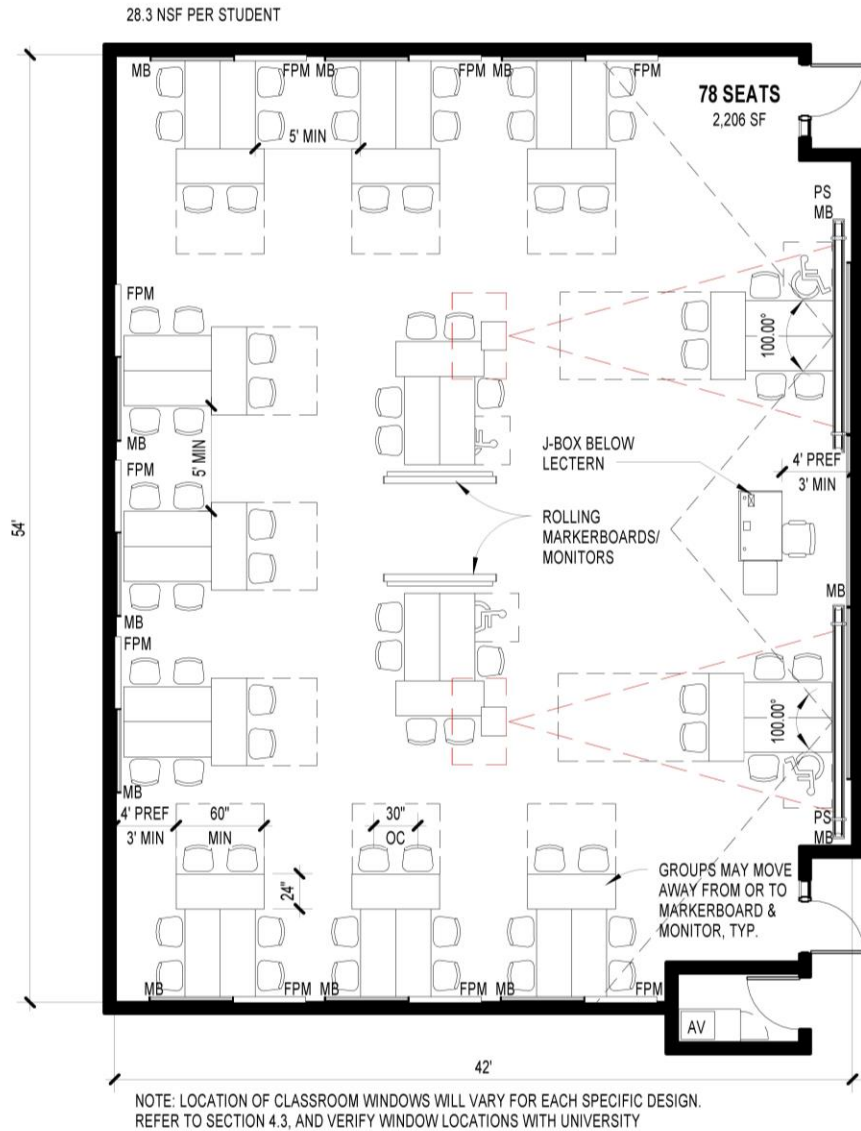 28.3 NSF PER STUDENT
MB
FPM
MB
FPM
MB
FPM
78 SEATS
2,206 SF
5' MIN
PS
MB
FPM
100.00°
MB
5' MIN
FPM
J-BOX BELOW
LECTERN
4' PREF
3' MIN
54'
ROLLING
MARKERBOARDS/
MONITORS
MB
FPM
MB
100.00°
MB
4' PREF
3' MIN
60"
MIN
30"
OC
PS
MB
24"
GROUPS MAY MOVE
AWAY FROM OR TO
MARKERBOARD &
MONITOR, TYP.
MB
FPM
MB
FPM
MB
FPM
AV
42'
NOTE: LOCATION OF CLASSROOM WINDOWS WILL VARY FOR EACH SPECIFIC DESIGN.
REFER TO SECTION 4.3, AND VERIFY WINDOW LOCATIONS WITH UNIVERSITY